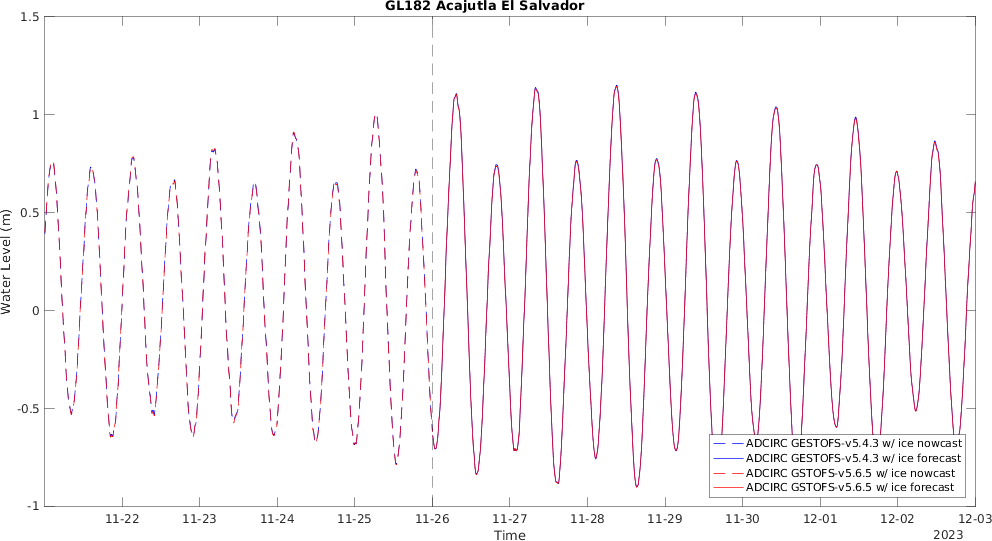 GL182 Acajutla El Salvador
1.5
1
0.5
0
-0.5
-1
Water Level (m)
ADCIRC GESTOFS-v5.4.3 w/ ice nowcast
ADCIRC GESTOFS-v5.4.3 w/ ice forecast
ADCIRC GSTOFS-v5.6.5 w/ ice nowcast
ADCIRC GSTOFS-v5.6.5 w/ ice forecast
11-22 11-23 11-24 11-25 11-26 11-27 11-28 11-29 11-30 12-01 12-02 12-03
Time
2023